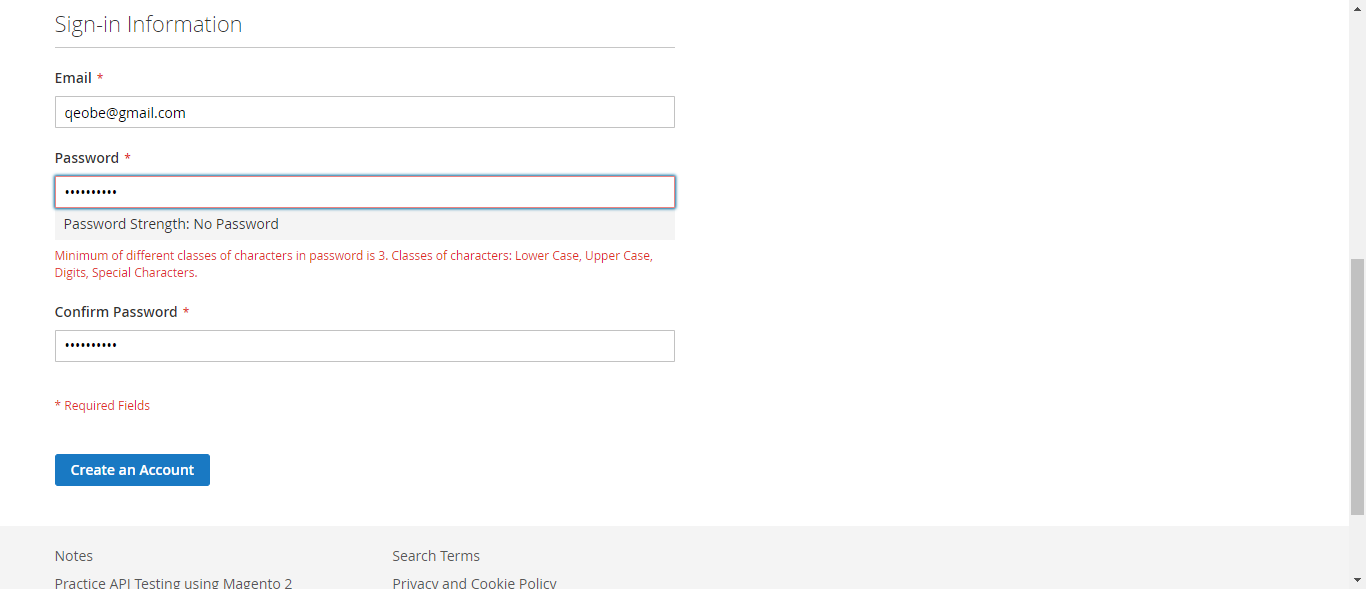 Sign-in Information
Email *
qeobe@gmail.com
Password *
••••••••••
Password Strength: No Password
Minimum of different classes of characters in password is 3. Classes of characters: Lower Case, Upper Case,
Digits, Special Characters.
Confirm Password *
••••••••••
* Required Fields
Create an Account
Notes
Search Terms
Practice API Testing using Magento 2
Privacy and Cookie Policy